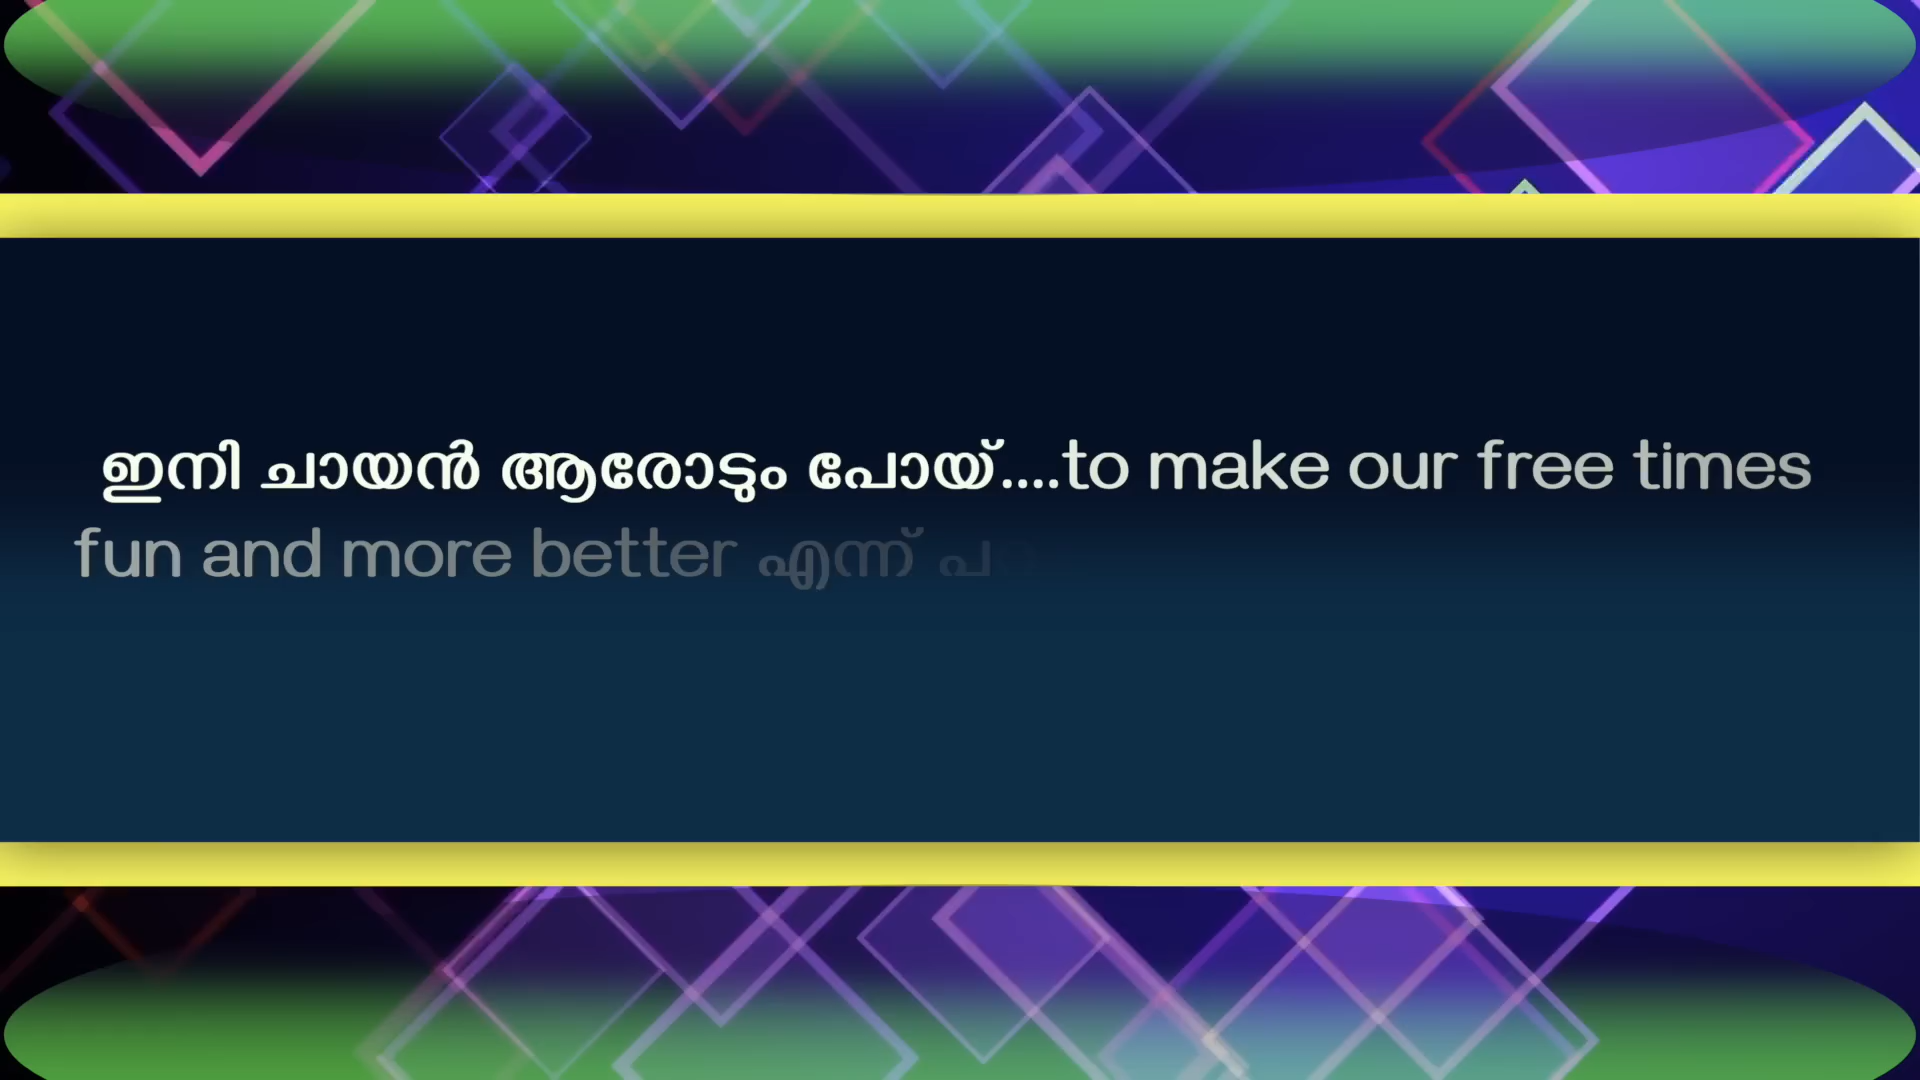 ഇനി ചായൻ ആരോടും പോയ്....to make our free times
fun and more better എന്ന്